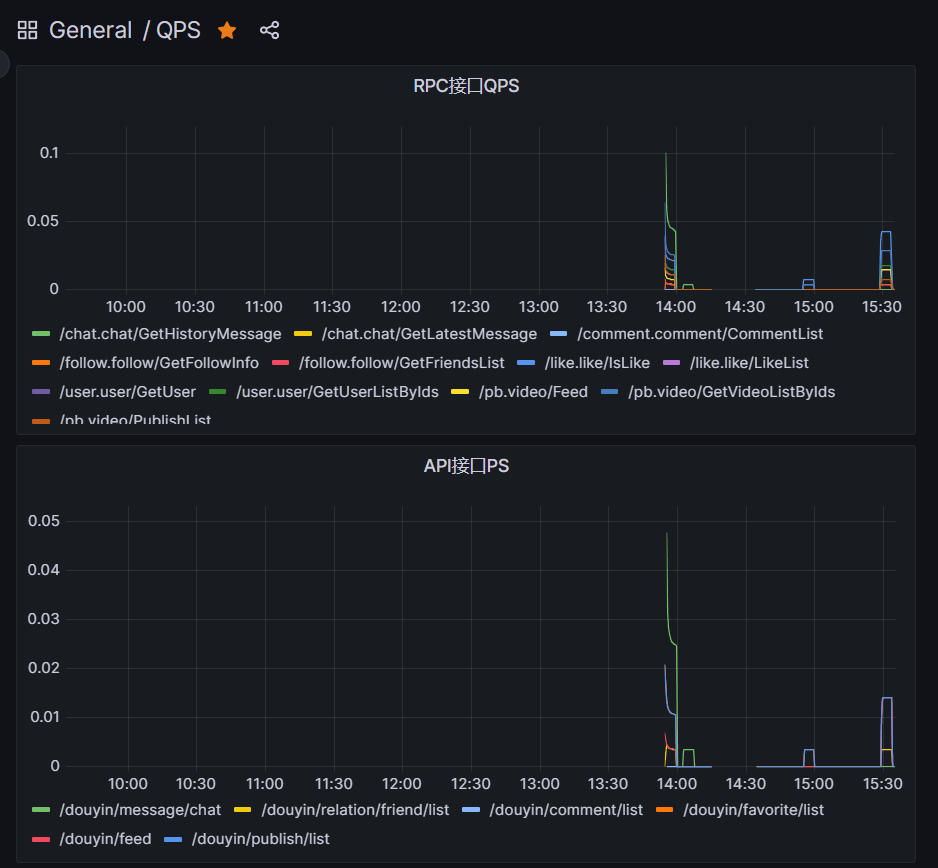 General / QPS
RPC接口QPS
0.1
0.05
0
10:00 10:30 11:00 11:30 12:00 12:30 13:00 13:30 14:00 14:30 15:00 15:30
/chat.chat/GetHistoryMessage /chat.chat/GetLatestMessage /comment.comment/CommentList
/follow.follow/GetFollowInfo /follow.follow/GetFriendsList /like.like/IsLike /like.like/LikeList
/user.user/GetUser /user.user/GetUserListByIds /pb.video/Feed /pb.video/GetVideoListByIds
/pb.video/PublishList
API接口PS
0.05
0.04
0.03
0.02
0.01
0
10:00 10:30 11:00 11:30 12:00 12:30 13:00 13:30 14:00 14:30 15:00 15:30
/douyin/message/chat /douyin/relation/friend/list /douyin/comment/list /douyin/favorite/list
/douyin/feed /douyin/publish/list